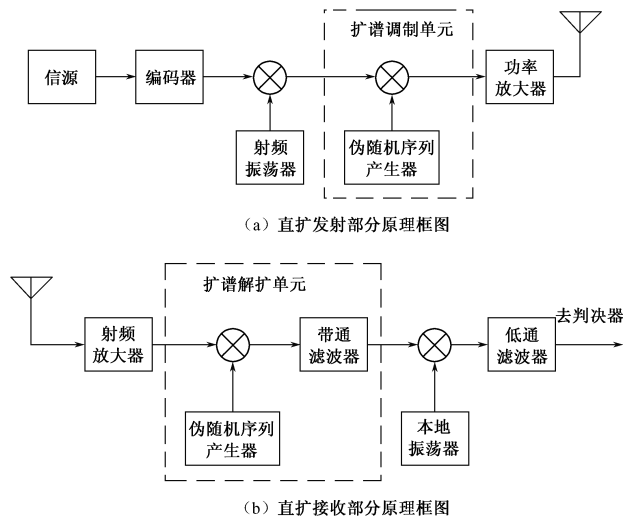 扩谱调制单元
信源
编码器
功率
放大器
射频
振荡器
伪随机序列
产生器
（a）直扩发射部分原理框图
扩谱解扩单元
射频
放大器
带通
滤波器
低通
滤波器
去判决器
伪随机序列
产生器
本地
振荡器
（b）直扩接收部分原理框图